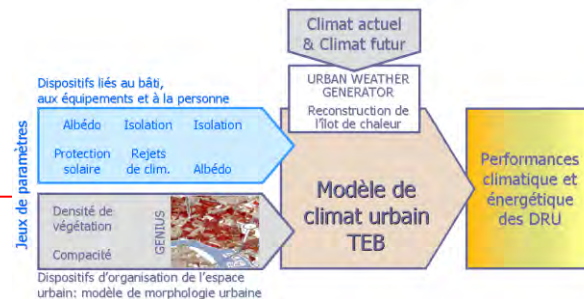 Climat actuel
& Climat futur
Dispositifs liés au bâti,
aux équipements et à la personne
URBAN WEATHER
GENERATOR
Reconstruction de
l'îlot de chaleur
Jeux de paramètres
Albédo Isolation Isolation
Protection
solaire
Rejets
de clim.
Albédo
Densité de
végétation
Compacité
GENIUS
Modèle de
climat urbain
TEB
Performances
climatique et
énergétique
des DRU
Dispositifs d'organisation de l'espace
urbain: modèle de morphologie urbaine